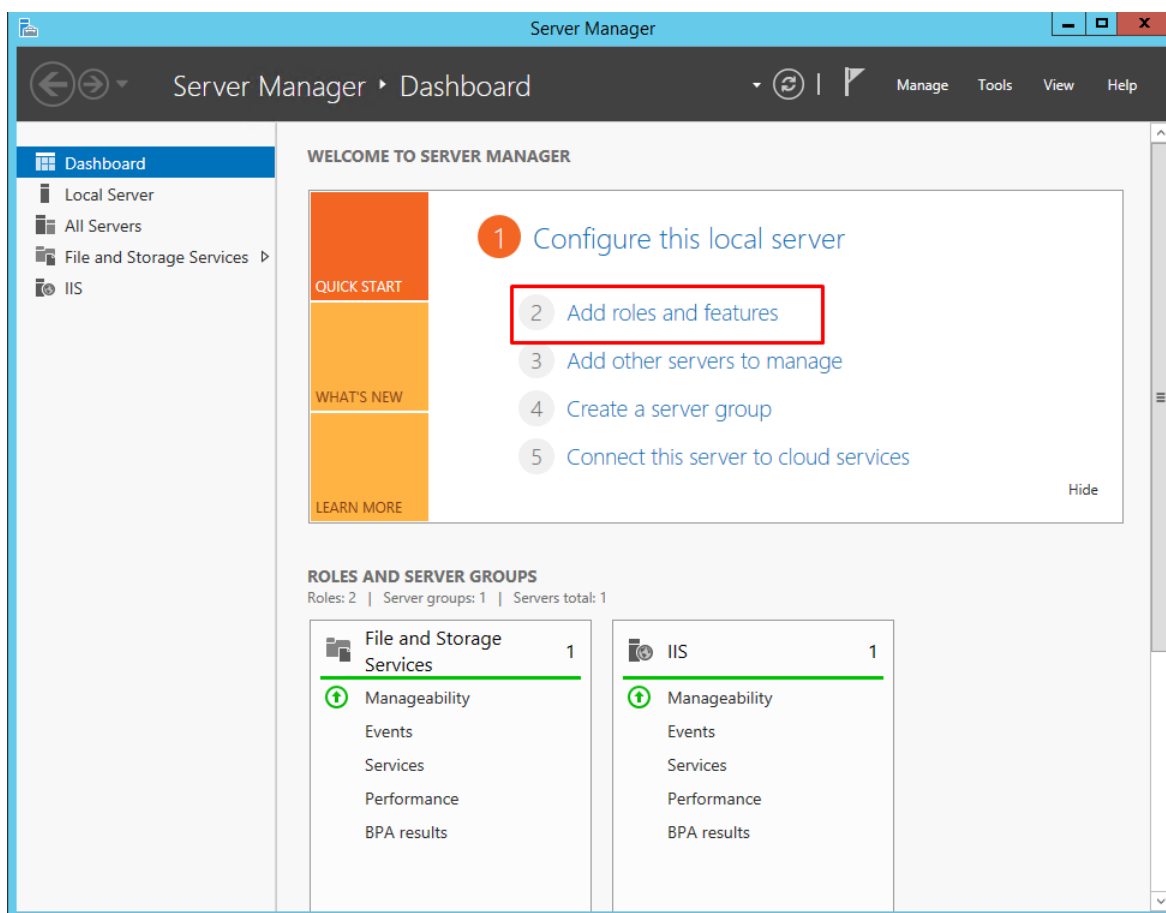 Server Manager
Server Manager ‣ Dashboard
Manage Tools View Help
Dashboard
Local Server
All Servers
File and Storage Services
IIS
WELCOME TO SERVER MANAGER
QUICK START
WHAT'S NEW
LEARN MORE
1 Configure this local server
2 Add roles and features
3 Add other servers to manage
4 Create a server group
5 Connect this server to cloud services
Hide
ROLES AND SERVER GROUPS
Roles: 2 | Server groups: 1 | Servers total: 1
File and Storage
Services 1
Manageability
Events
Services
Performance
BPA results
IIS 1
Manageability
Events
Services
Performance
BPA results